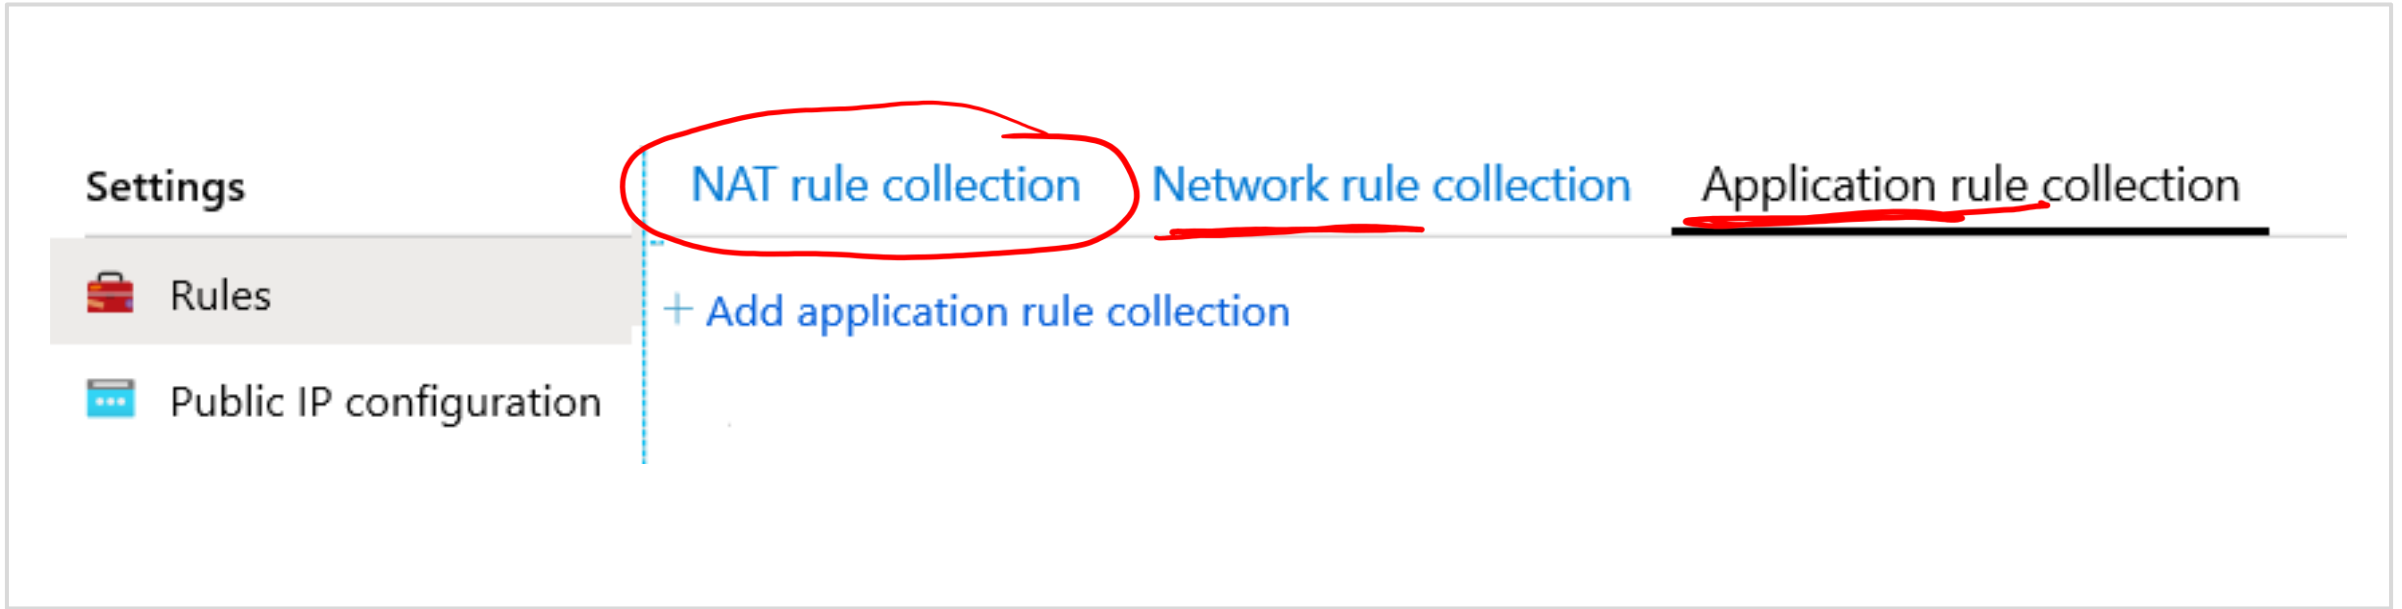 Settings
NAT rule collection
Network rule collection
Application rule collection
Rules
+ Add application rule collection
Public IP configuration